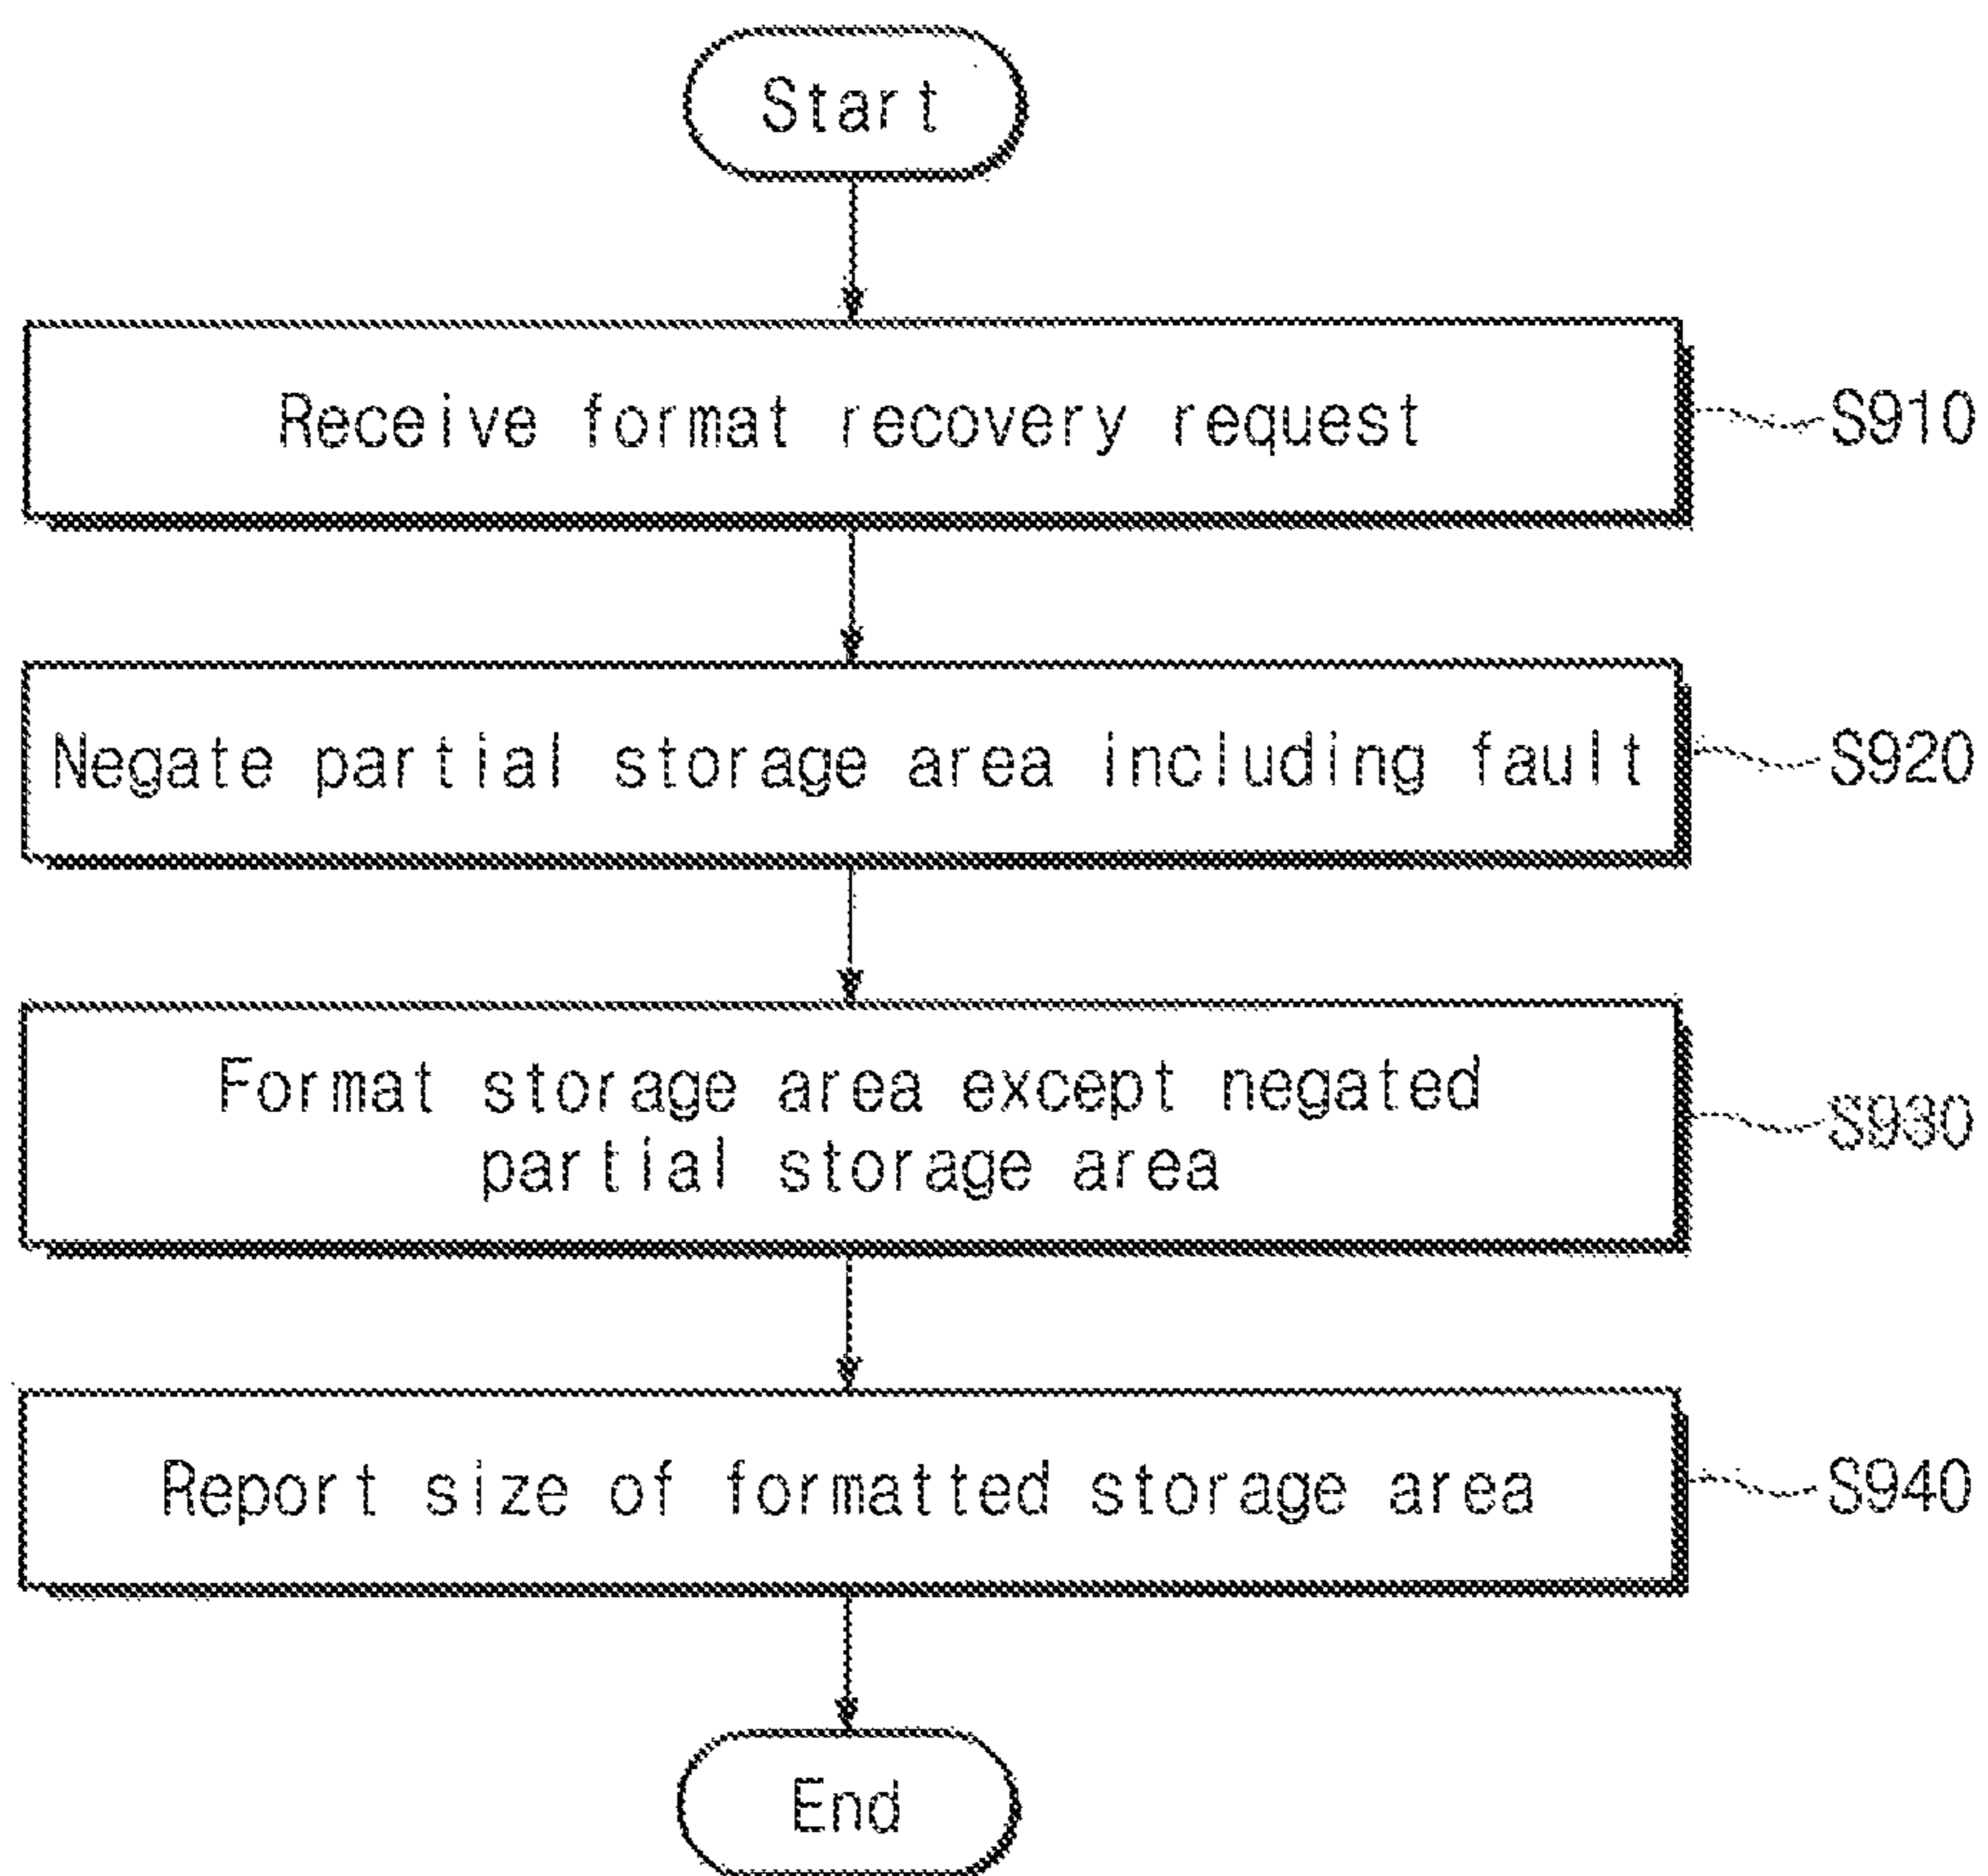 Start
Receive format recovery request
S910
Negate partial storage area including fault
S920
Format storage area except negated
partial storage area
S930
Report size of formatted storage area
S940
End